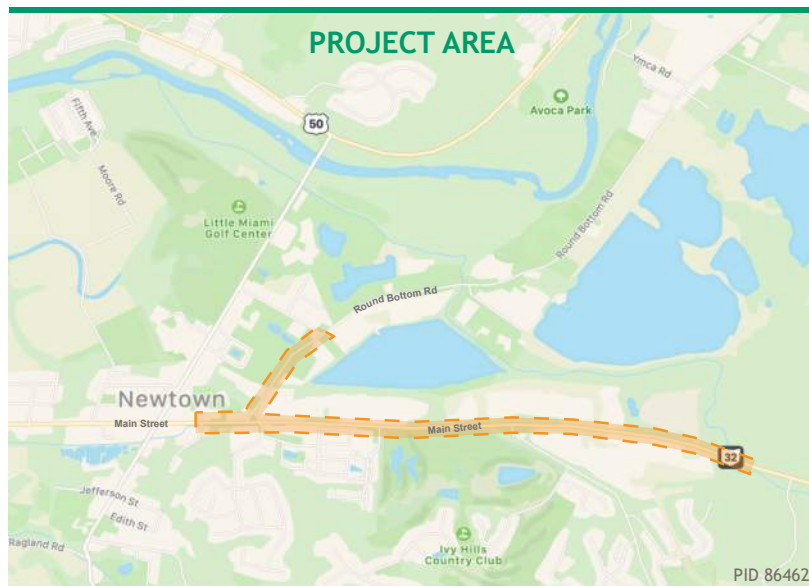 PROJECT AREA
Ymca Rd
Fifth Ave
Avoca Park
50
Moore Rd
Little Miami
Golf Center
Round Bottom Rd
Round Bottom Rd
Newtown
Main Street
Main Street
32
Jefferson St
Edith St
Ragland Rd
Ivy Hills
Country Club
PID 86462